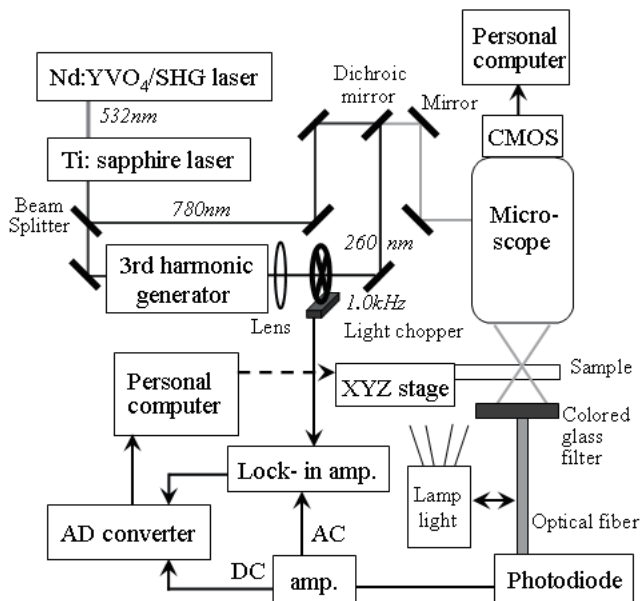 Personal
computer
Nd:YVO4/SHG laser
Dichroic
mirror
Mirror
532nm
CMOS
Ti: sapphire laser
Beam
Splitter
780nm
Micro-
scope
260 nm
3rd harmonic
generator
Lens
1.0kHz
Light chopper
Sample
Personal
computer
XYZ stage
Colored
glass
filter
Lock- in amp.
Lamp
light
AD converter
Optical fiber
AC
DC
amp.
Photodiode